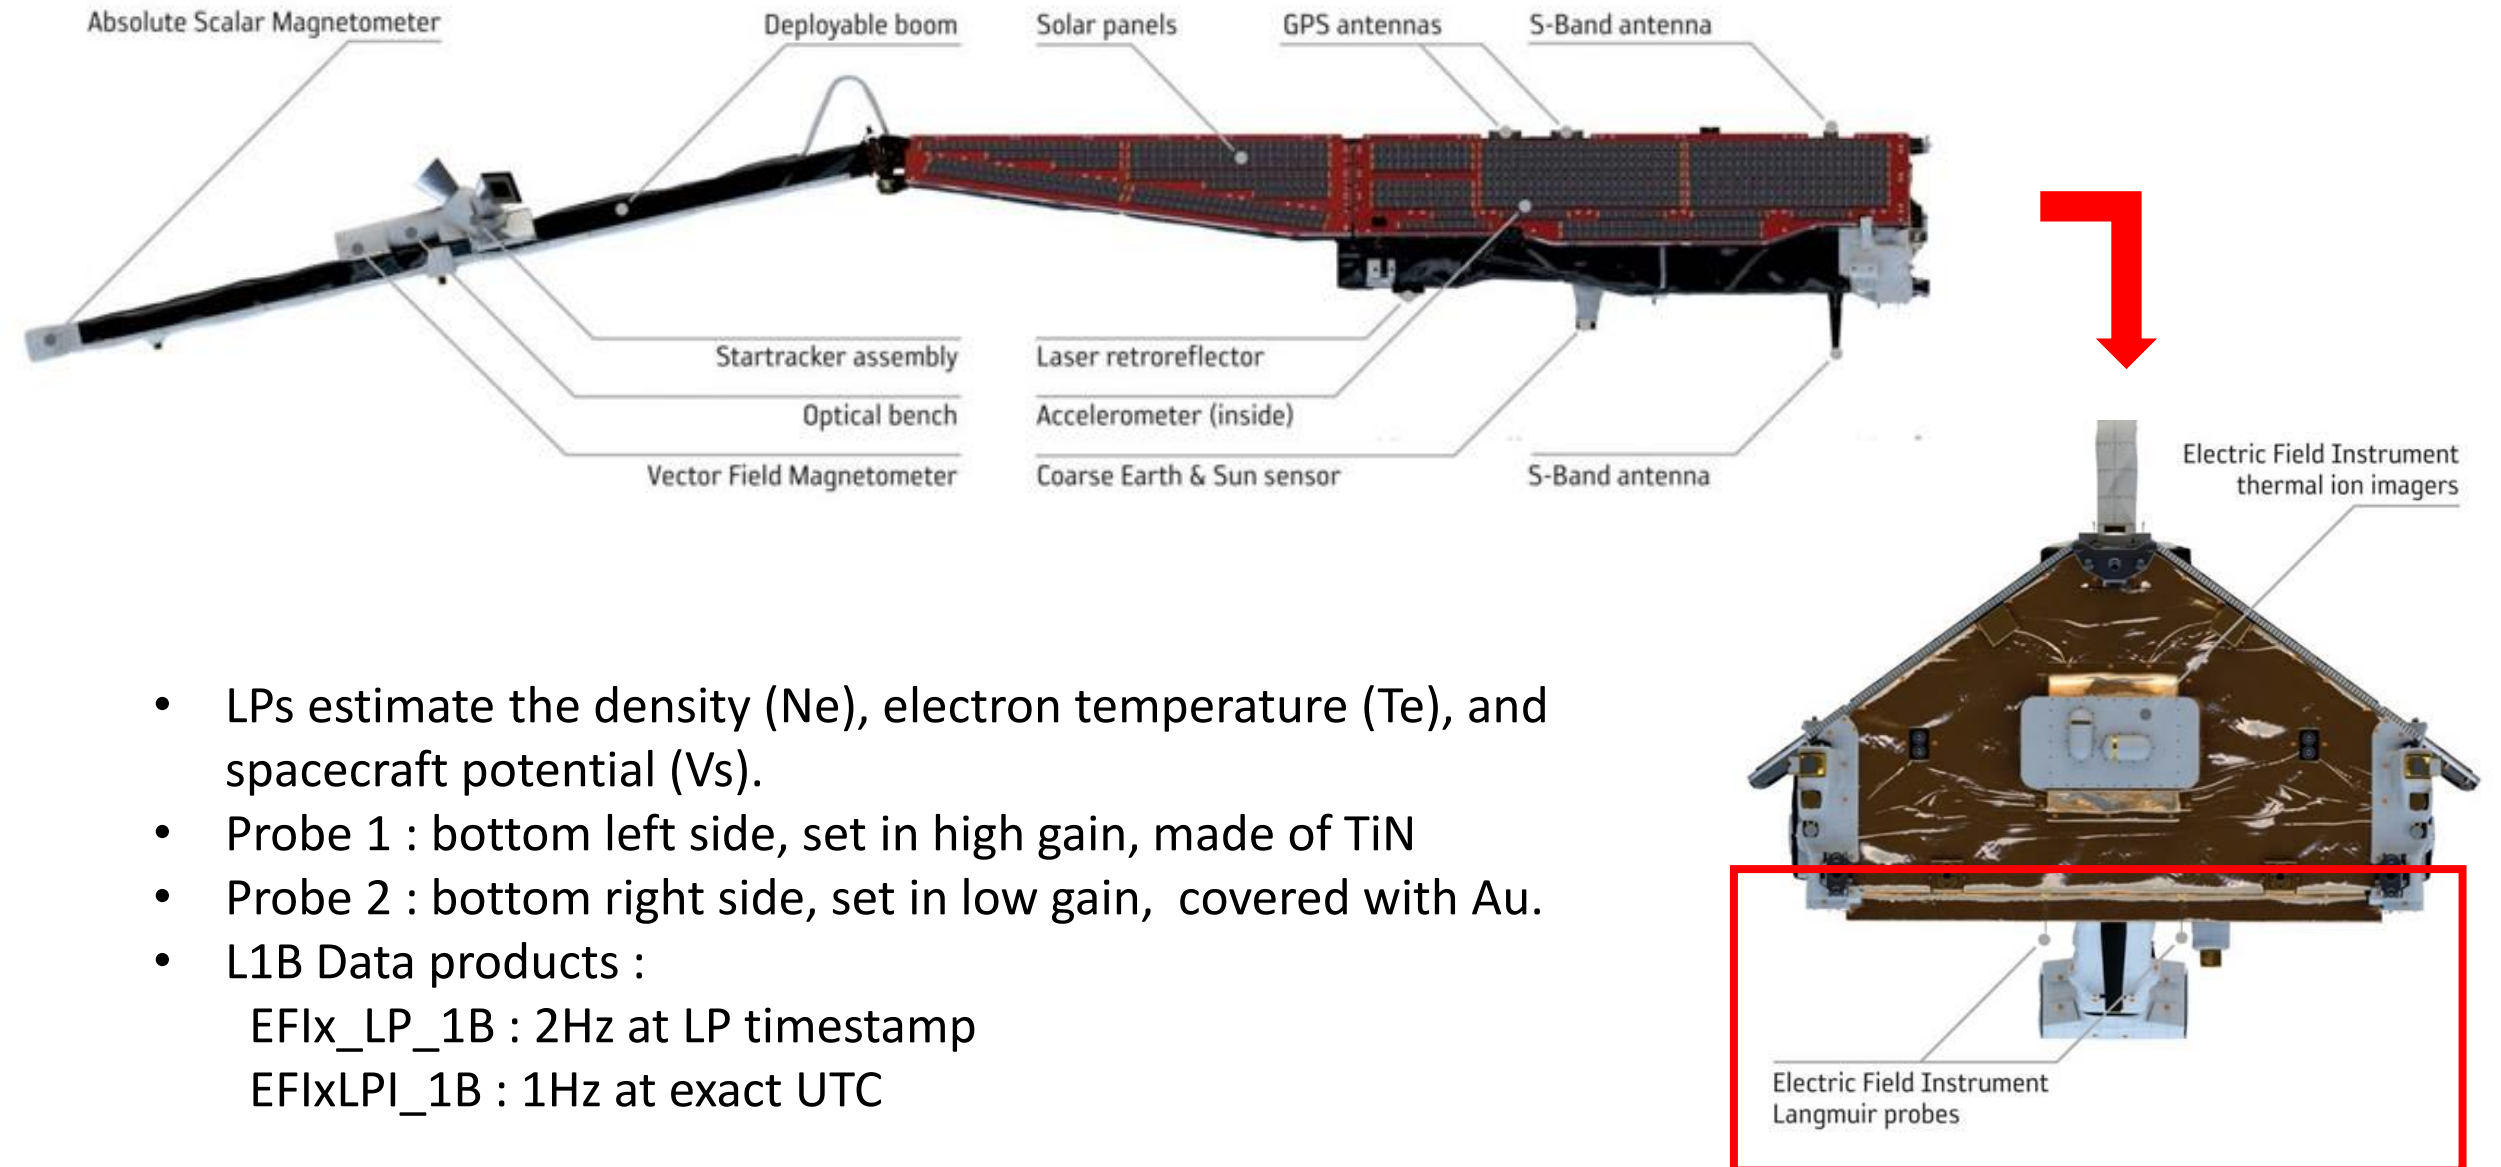 Absolute Scalar Magnetometer
Deployable boom
Solar panels
GPS antennas
S-Band antenna
Startracker assembly
Laser retroreflector
Optical bench
Accelerometer (inside)
Vector Field Magnetometer
Coarse Earth & Sun sensor
S-Band antenna
Electric Field Instrument
thermal ion imagers
• LPs estimate the density (Ne), electron temperature (Te), and
spacecraft potential (Vs).
• Probe 1 : bottom left side, set in high gain, made of TiN
• Probe 2 : bottom right side, set in low gain, covered with Au.
• L1B Data products :
EFIx_LP_1B : 2Hz at LP timestamp
EFIxLPI_1B : 1Hz at exact UTC
Electric Field Instrument
Langmuir probes